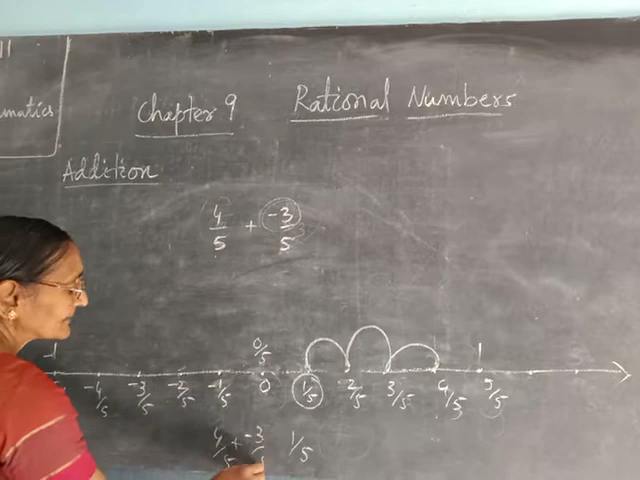 11
matics
Chapter 9 Rational Numbers
Addition
4/5 + -3/5
-1 0/5 1
-4/5 -3/5 -2/5 -1/5 0 1/5 2/5 3/5 4/5 5/5
4/5 + -3/5 1/5